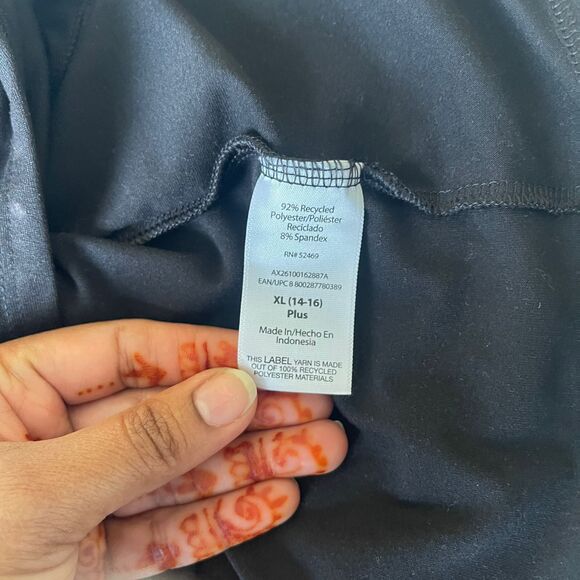 92% Recycled
Polyester/Poliéster
Reciclado
8% Spandex
RN# 52469
AX26100162887A
EAN/UPC 8 800287780389
XL (14-16)
Plus
Made In/Hecho En
Indonesia
THIS LABEL YARN IS MADE
OUT OF 100% RECYCLED
POLYESTER MATERIALS